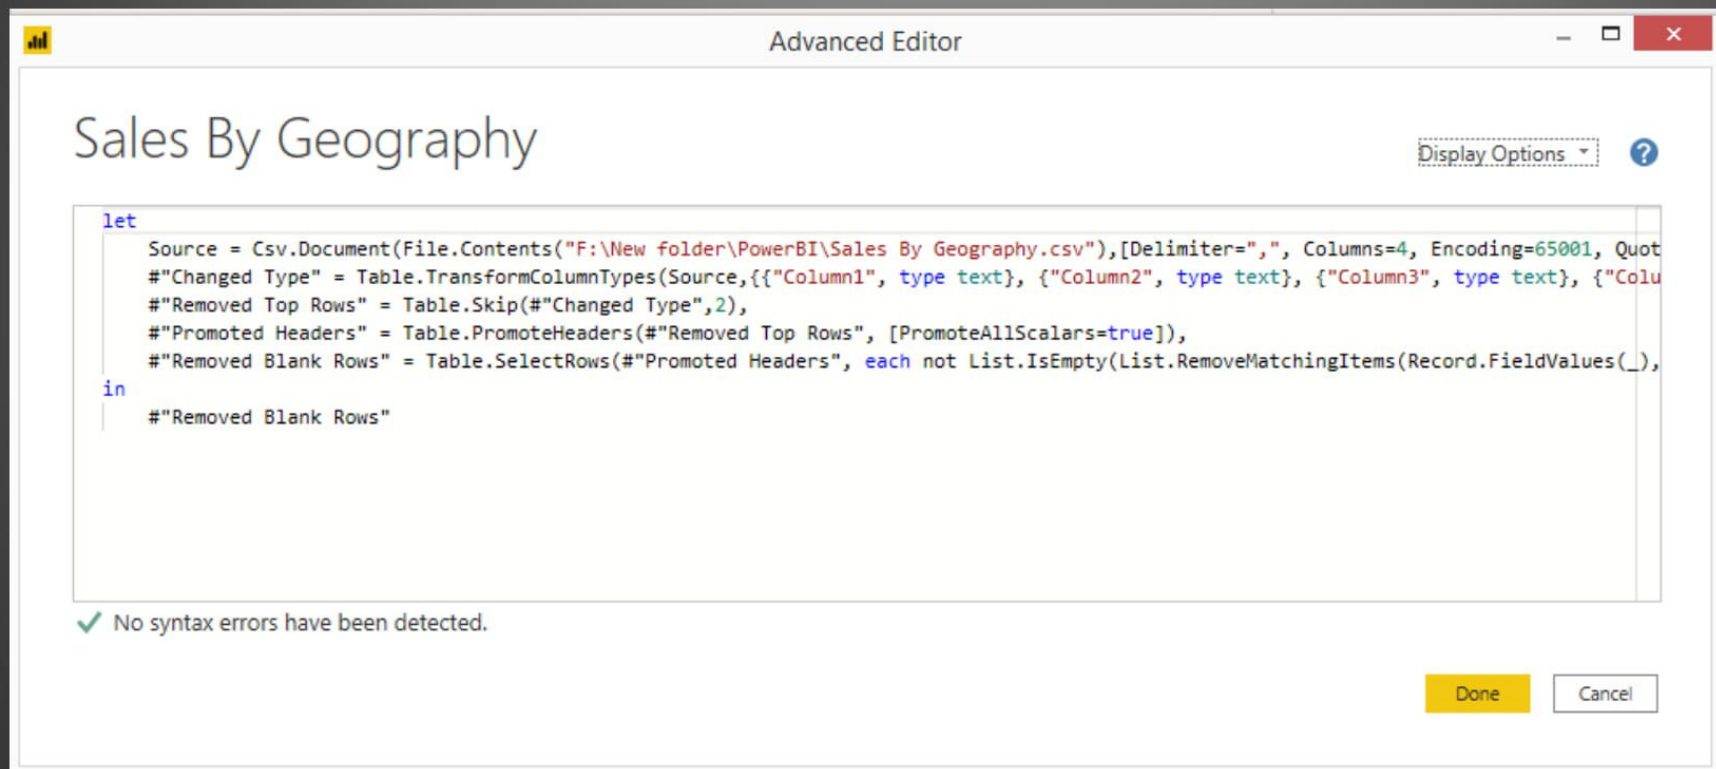 Advanced Editor
Sales By Geography
Display Options
?
let
Source = Csv.Document(File.Contents("F:\New folder\PowerBI\Sales By Geography.csv"),[Delimiter=",", Columns=4, Encoding=65001, Quot
#"Changed Type" = Table.TransformColumnTypes(Source,{{"Column1", type text}, {"Column2", type text}, {"Column3", type text}, {"Colu
#"Removed Top Rows" = Table.Skip(#"Changed Type",2),
#"Promoted Headers" = Table.PromoteHeaders(#"Removed Top Rows", [PromoteAllScalars=true]),
#"Removed Blank Rows" = Table.SelectRows(#"Promoted Headers", each not List.IsEmpty(List.RemoveMatchingItems(Record.FieldValues(_),
in
#"Removed Blank Rows"
No syntax errors have been detected.
Done Cancel